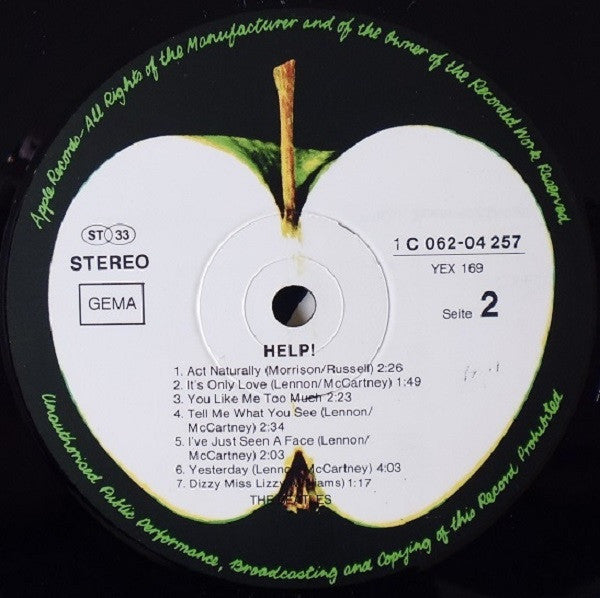 Apple Records-All Rights of the Manufacturer and of the Owner of the Recorded Work Reserved
ST 33
STEREO
GEMA
1 C 062-04 257
YEX 169
Seite 2
HELP!
1. Act Naturally (Morrison/Russell) 2:26
2. It's Only Love (Lennon/McCartney) 1:49
3. You Like Me Too Much 2:23
4. Tell Me What You See (Lennon/
McCartney) 2:34
5. I've Just Seen A Face (Lennon/
McCartney) 2:03
6. Yesterday (Lennon/McCartney) 4:03
7. Dizzy Miss Lizzy (Williams) 1:17
THE BEATLES
Unauthorised Public Performance, Broadcasting and Copying of this Record Prohibited